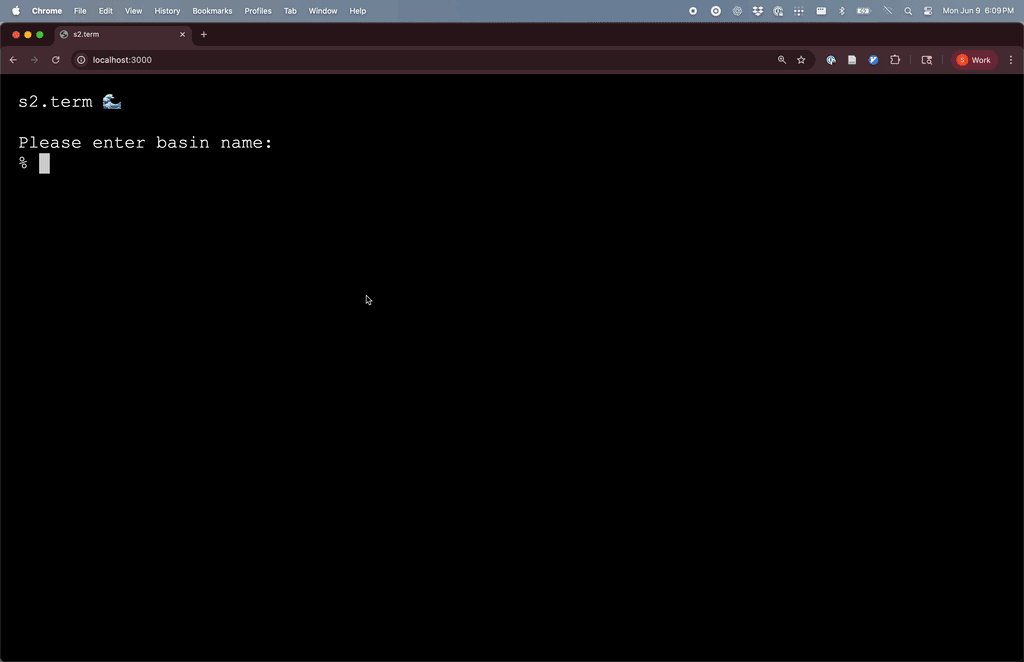 Chrome File Edit View History Bookmarks Profiles Tab Window Help Mon Jun 9 6:09 PM
s2.term
localhost:3000 S Work
s2.term 🌊
Please enter basin name:
%